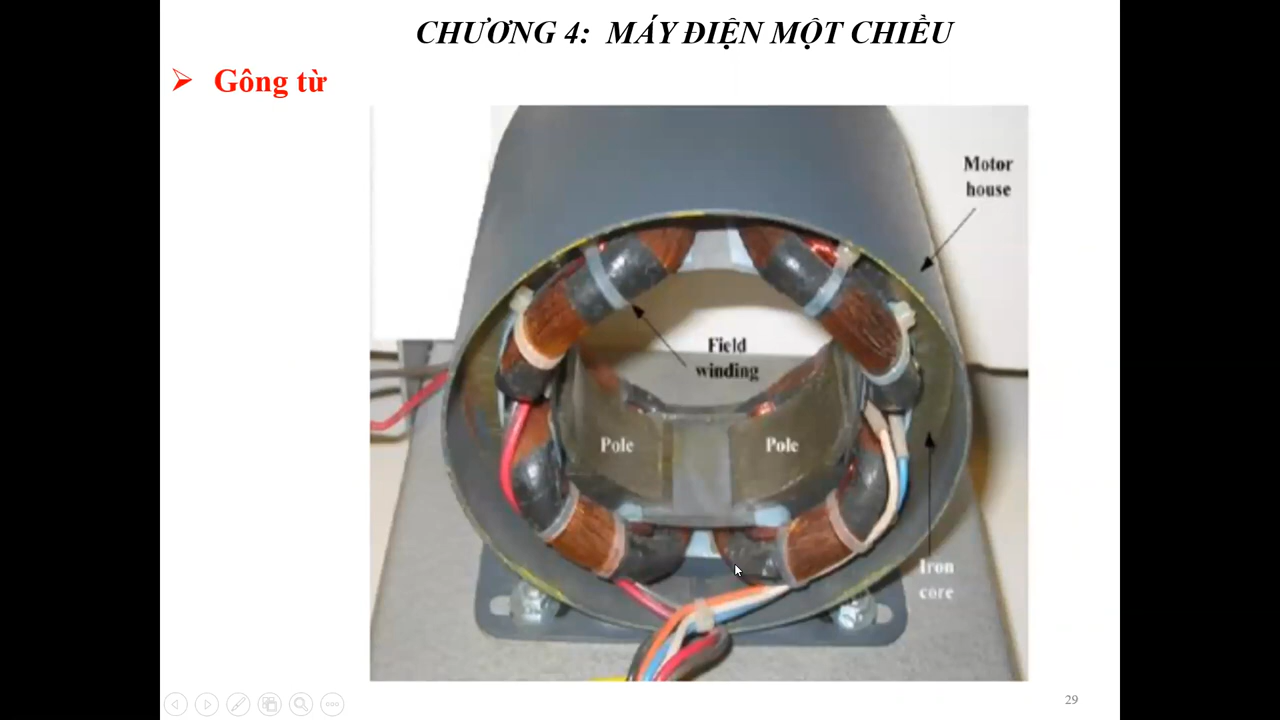 CHƯƠNG 4: MÁY ĐIỆN MỘT CHIỀU
Gông từ
Motor
house
Field
winding
Pole
Pole
Iron
core
29